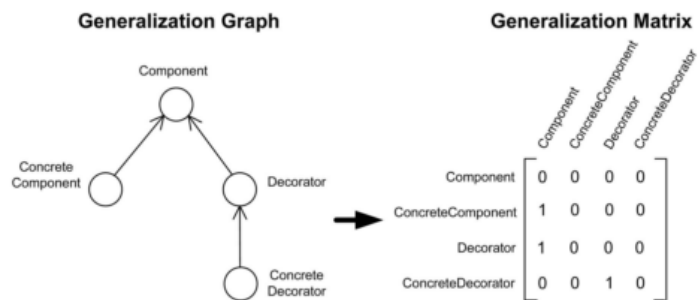 Generalization Graph
Component
Concrete
Component
Decorator
Concrete
Decorator
Generalization Matrix
Component
ConcreteComponent
Decorator
ConcreteDecorator
Component 0 0 0 0
ConcreteComponent 1 0 0 0
Decorator 1 0 0 0
ConcreteDecorator 0 0 1 0